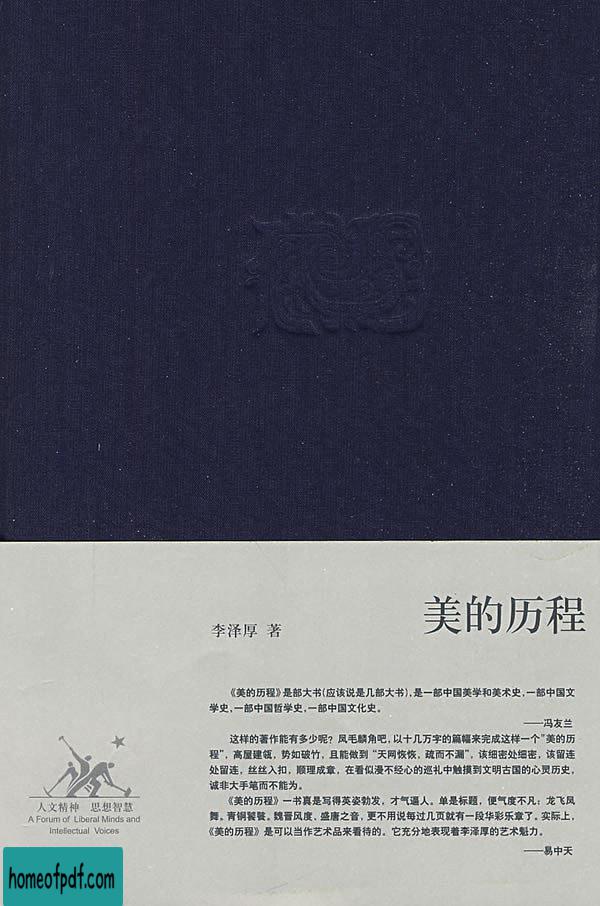 美的历程
李泽厚 著
《美的历程》是部大书(应该说是几部大书),是一部中国美学和美术史,一部中国文
学史,一部中国哲学史,一部中国文化史。
——冯友兰
这样的著作能有多少呢?凤毛麟角吧,以十几万字的篇幅来完成这样一个“美的历
程”,高屋建瓴,势如破竹,且能做到“天网恢恢,疏而不漏”,该细密处细密,该留连
处留连,丝丝入扣,顺理成章,在看似漫不经心的巡礼中触摸到文明古国的心灵历史,
诚非大手笔而不能为。
《美的历程》一书真是写得英姿勃发,才气逼人。单是标题,便气度不凡:龙飞凤
舞。青铜饕餮。魏晋风度、盛唐之音,更不用说每过几页就有一段华彩乐章了。实际上,
《美的历程》是可以当作艺术品来看待的。它充分地表现着李泽厚的艺术魅力。
——易中天
人文精神 思想智慧
A Forum of Liberal Minds and
Intellectual Voices
homeofpdf.com